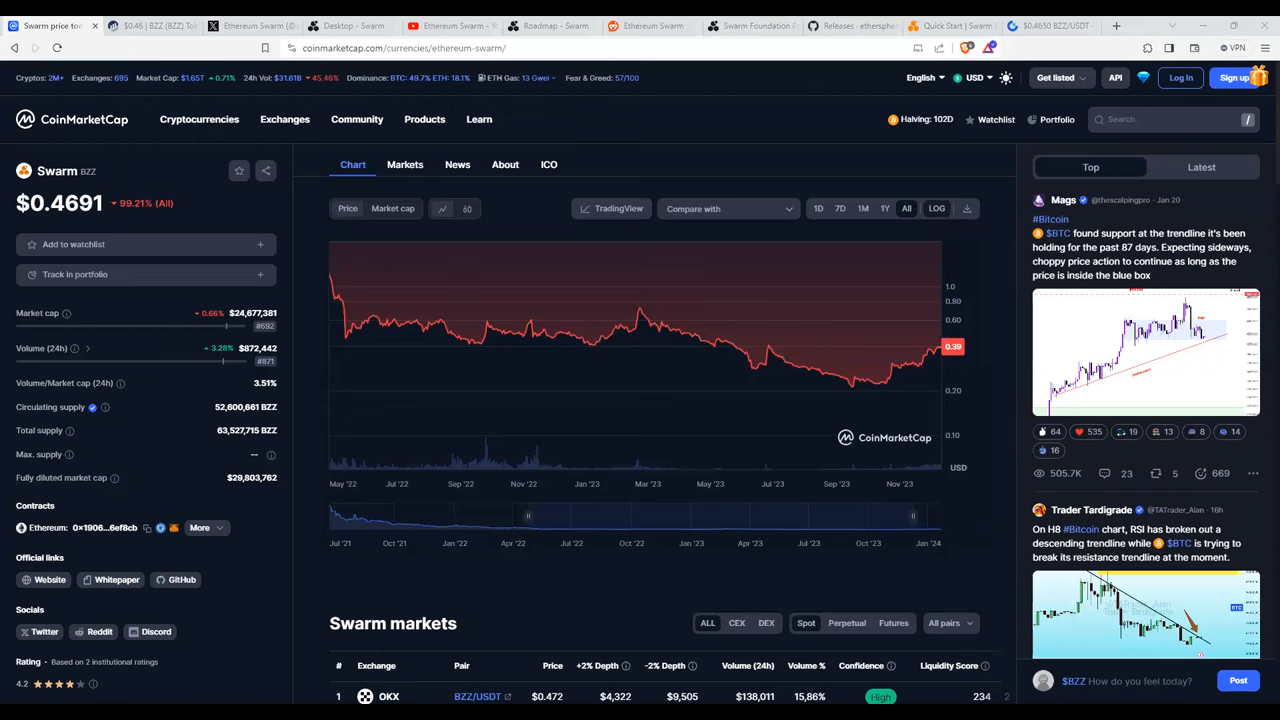 Swarm price tod
$0.46 | BZZ (BZZ) To
Ethereum Swarm (@
Desktop - Swarm
Ethereum Swarm - Yo
Roadmap - Swarm
Ethereum Swarm
Swarm Foundation P
Releases · ethersphe
Quick Start | Swarm
$0.4650 BZZ/USDT
coinmarketcap.com/currencies/ethereum-swarm/
VPN
Cryptos: 2M+ Exchanges: 695 Market Cap: $1.65T 0.71% 24h Vol: $31.61B 45.46% Dominance: BTC: 49.7% ETH: 18.1% ETH Gas: 13 Gwei Fear & Greed: 57/100
English USD Get listed API Log In Sign up
CoinMarketCap
Cryptocurrencies Exchanges Community Products Learn
Halving: 102D Watchlist Portfolio Search /
Swarm BZZ
$0.4691 99.21% (All)
Add to watchlist +
Track in portfolio +
Market cap 0.66% $24,677,381
#692
Volume (24h) 3.28% $872,442
#871
Volume/Market cap (24h) 3.51%
Circulating supply 52,600,661 BZZ
Total supply 63,527,715 BZZ
Max. supply --
Fully diluted market cap $29,803,762
Contracts
Ethereum: 0x1906...6ef8cb More
Official links
Website Whitepaper GitHub
Socials
Twitter Reddit Discord
Rating · Based on 2 institutional ratings
4.2
Chart Markets News About ICO
Price Market cap TradingView Compare with 1D 7D 1M 1Y All LOG
1.0
0.80
0.60
0.39
0.20
0.10
CoinMarketCap
USD
May '22 Jul '22 Sep '22 Nov '22 Jan '23 Mar '23 May '23 Jul '23 Sep '23 Nov '23
Jul '21 Oct '21 Jan '22 Apr '22 Jul '22 Oct '22 Jan '23 Apr '23 Jul '23 Oct '23 Jan '24
Swarm markets
ALL CEX DEX Spot Perpetual Futures All pairs
# Exchange Pair Price +2% Depth -2% Depth Volume (24h) Volume % Confidence Liquidity Score
1 OKX BZZ/USDT $0.472 $4,322 $9,505 $138,011 15,86% High 234 2
Top Latest
Mags @thescalpingpro · Jan 20
#Bitcoin
$BTC found support at the trendline it's been
holding for the past 87 days. Expecting sideways,
choppy price action to continue as long as the
price is inside the blue box
64 535 19 13 8 14
16
505.7K 23 5 669
Trader Tardigrade @TATrader_Alan · 16h
On H8 #Bitcoin chart, RSI has broken out a
descending trendline while $BTC is trying to
break its resistance trendline at the moment.
$BZZ How do you feel today? Post